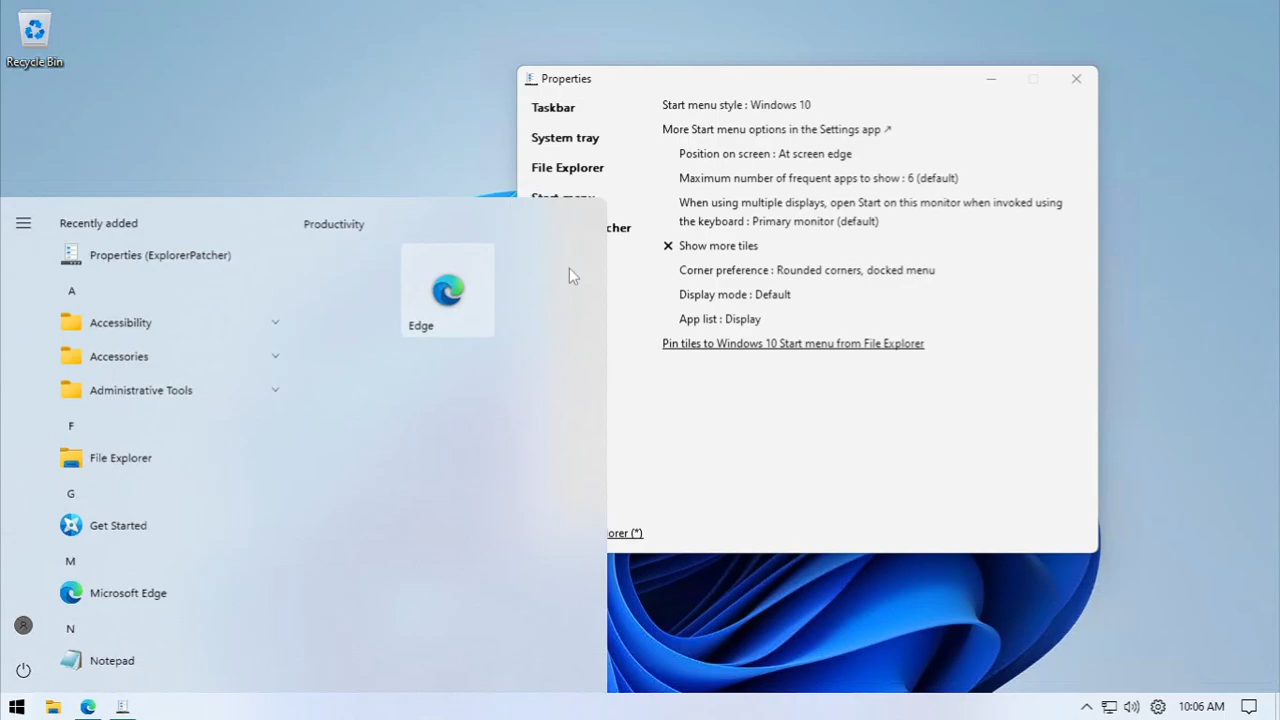 Recycle Bin
Properties
Taskbar
System tray
File Explorer
Start menu
cher
Start menu style : Windows 10
More Start menu options in the Settings app ↗
Position on screen : At screen edge
Maximum number of frequent apps to show : 6 (default)
When using multiple displays, open Start on this monitor when invoked using
the keyboard : Primary monitor (default)
Show more tiles
Corner preference : Rounded corners, docked menu
Display mode : Default
App list : Display
Pin tiles to Windows 10 Start menu from File Explorer
orer (*)
Recently added
Properties (ExplorerPatcher)
A
Accessibility
Accessories
Administrative Tools
F
File Explorer
G
Get Started
M
Microsoft Edge
N
Notepad
Productivity
Edge
10:06 AM